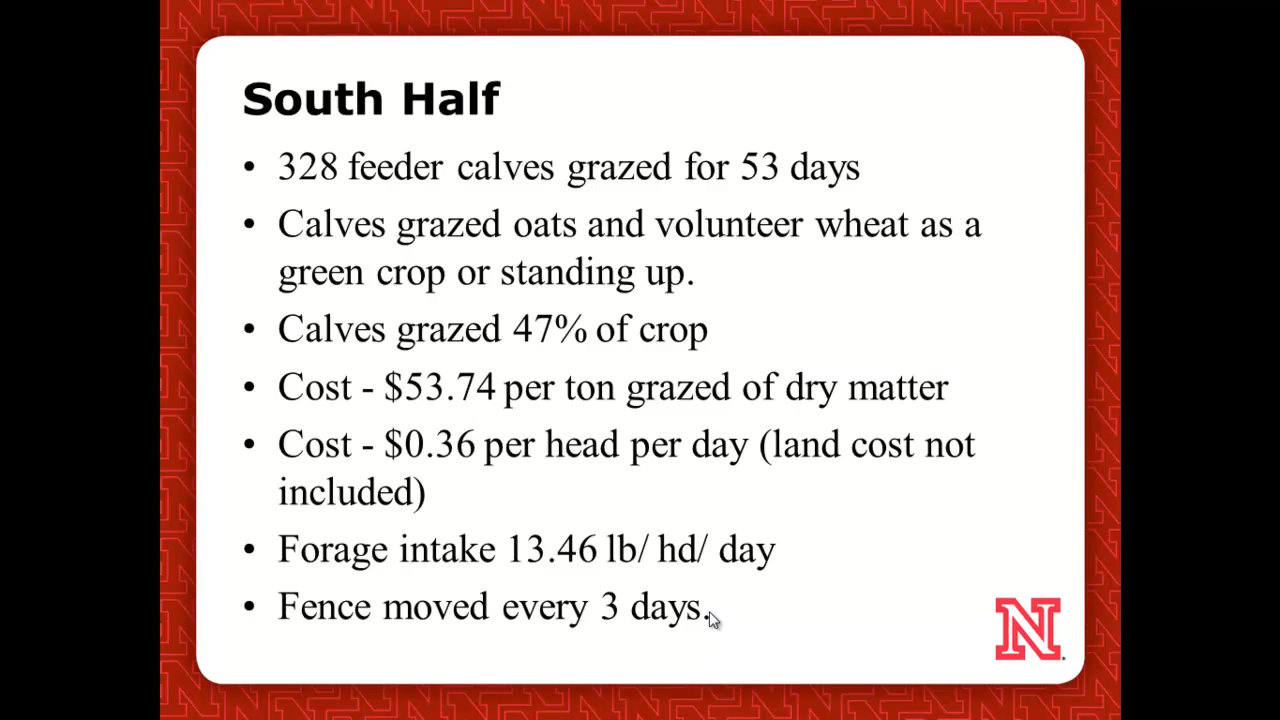 South Half
• 328 feeder calves grazed for 53 days
• Calves grazed oats and volunteer wheat as a
green crop or standing up.
• Calves grazed 47% of crop
• Cost - $53.74 per ton grazed of dry matter
• Cost - $0.36 per head per day (land cost not
included)
• Forage intake 13.46 lb/ hd/ day
• Fence moved every 3 days.
N